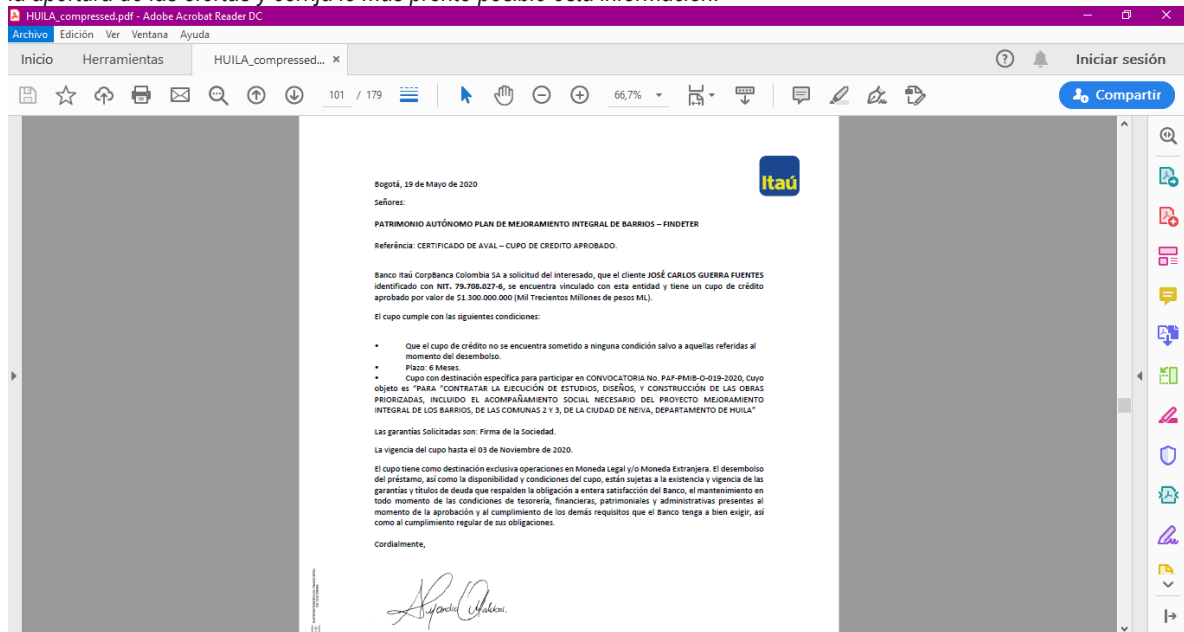 la apertura de las ofertas y corrija lo más pronto posible esta información.
HUILA_compressed.pdf - Adobe Acrobat Reader DC
Archivo Edición Ver Ventana Ayuda
Inicio Herramientas HUILA_compressed... × Iniciar sesión
101 / 179 66,7% Compartir
Itaú
Bogotá, 19 de Mayo de 2020
Señores:
PATRIMONIO AUTÓNOMO PLAN DE MEJORAMIENTO INTEGRAL DE BARRIOS – FINDETER
Referéncia: CERTIFICADO DE AVAL – CUPO DE CREDITO APROBADO.
Banco Itaú CorpBanca Colombia SA a solicitud del interesado, que el cliente JOSÉ CARLOS GUERRA FUENTES
identificado con NIT. 79.708.027-6, se encuentra vinculado con esta entidad y tiene un cupo de crédito
aprobado por valor de $1.300.000.000 (Mil Trecientos Millones de pesos ML).
El cupo cumple con las siguientes condiciones:
• Que el cupo de crédito no se encuentra sometido a ninguna condición salvo a aquellas referidas al
momento del desembolso.
• Plazo: 6 Meses.
• Cupo con destinación específica para participar en CONVOCATORIA No. PAF-PMIB-O-019-2020, Cuyo
objeto es "PARA "CONTRATAR LA EJECUCIÓN DE ESTUDIOS, DISEÑOS, Y CONSTRUCCIÓN DE LAS OBRAS
PRIORIZADAS, INCLUIDO EL ACOMPAÑAMIENTO SOCIAL NECESARIO DEL PROYECTO MEJORAMIENTO
INTEGRAL DE LOS BARRIOS, DE LAS COMUNAS 2 Y 3, DE LA CIUDAD DE NEIVA, DEPARTAMENTO DE HUILA"
Las garantías Solicitadas son: Firma de la Sociedad.
La vigencia del cupo hasta el 03 de Noviembre de 2020.
El cupo tiene como destinación exclusiva operaciones en Moneda Legal y/o Moneda Extranjera. El desembolso
del préstamo, así como la disponibilidad y condiciones del cupo, están sujetas a la existencia y vigencia de las
garantías y títulos de deuda que respalden la obligación a entera satisfacción del Banco, el mantenimiento en
todo momento de las condiciones de tesorería, financieras, patrimoniales y administrativas presentes al
momento de la aprobación y al cumplimiento de los demás requisitos que el Banco tenga a bien exigir, así
como al cumplimiento regular de sus obligaciones.
Cordialmente,